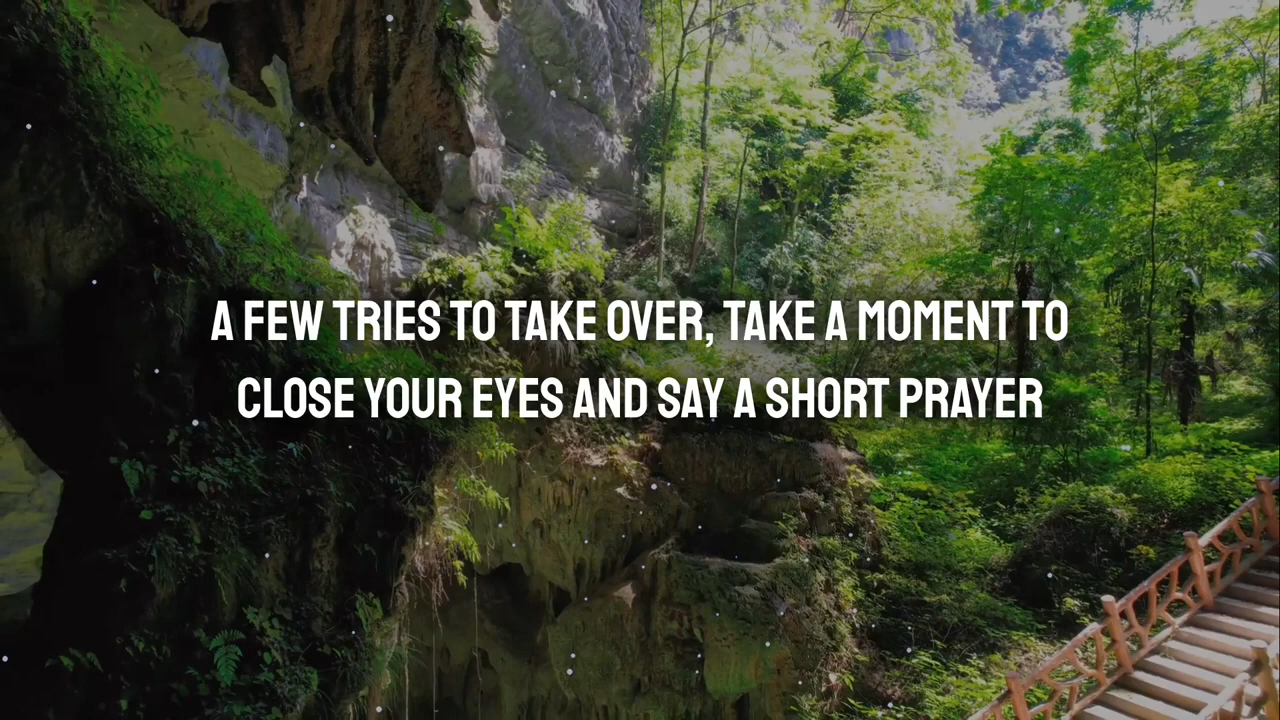 A FEW TRIES TO TAKE OVER, TAKE A MOMENT TO
CLOSE YOUR EYES AND SAY A SHORT PRAYER